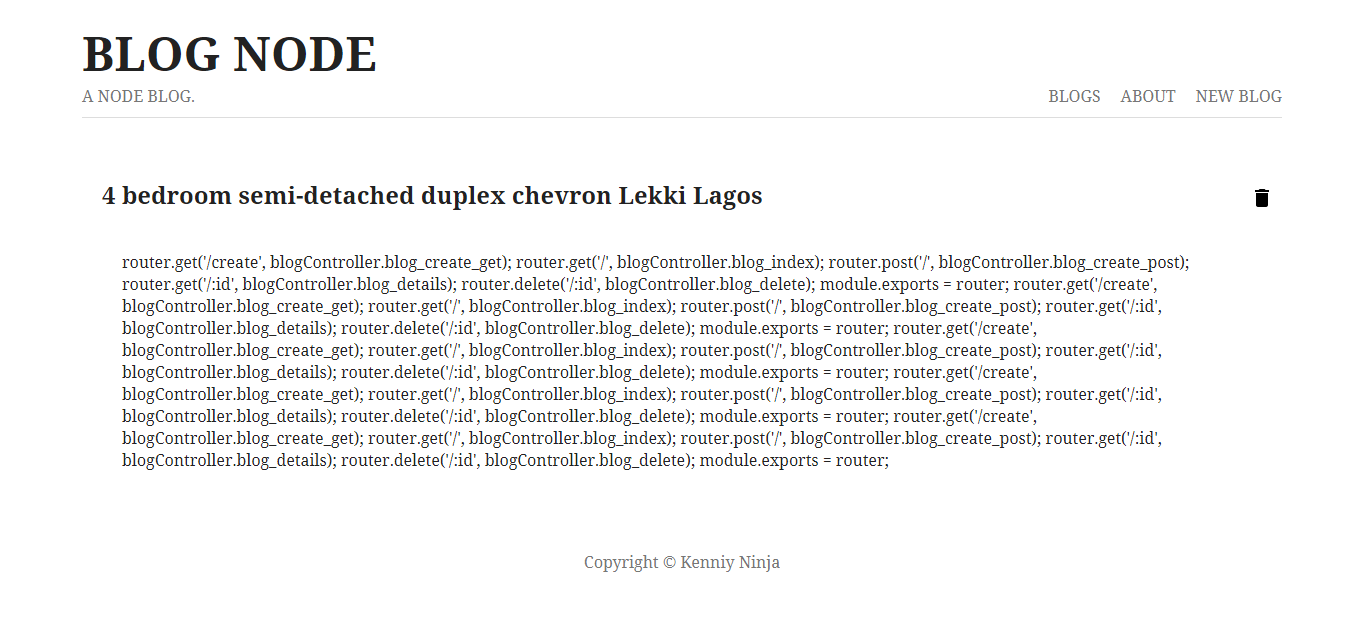 BLOG NODE
A NODE BLOG.
BLOGS ABOUT NEW BLOG
4 bedroom semi-detached duplex chevron Lekki Lagos
router.get('/create', blogController.blog_create_get); router.get('/', blogController.blog_index); router.post('/', blogController.blog_create_post);
router.get('/:id', blogController.blog_details); router.delete('/:id', blogController.blog_delete); module.exports = router; router.get('/create',
blogController.blog_create_get); router.get('/', blogController.blog_index); router.post('/', blogController.blog_create_post); router.get('/:id',
blogController.blog_details); router.delete('/:id', blogController.blog_delete); module.exports = router; router.get('/create',
blogController.blog_create_get); router.get('/', blogController.blog_index); router.post('/', blogController.blog_create_post); router.get('/:id',
blogController.blog_details); router.delete('/:id', blogController.blog_delete); module.exports = router; router.get('/create',
blogController.blog_create_get); router.get('/', blogController.blog_index); router.post('/', blogController.blog_create_post); router.get('/:id',
blogController.blog_details); router.delete('/:id', blogController.blog_delete); module.exports = router; router.get('/create',
blogController.blog_create_get); router.get('/', blogController.blog_index); router.post('/', blogController.blog_create_post); router.get('/:id',
blogController.blog_details); router.delete('/:id', blogController.blog_delete); module.exports = router;
Copyright © Kenniy Ninja